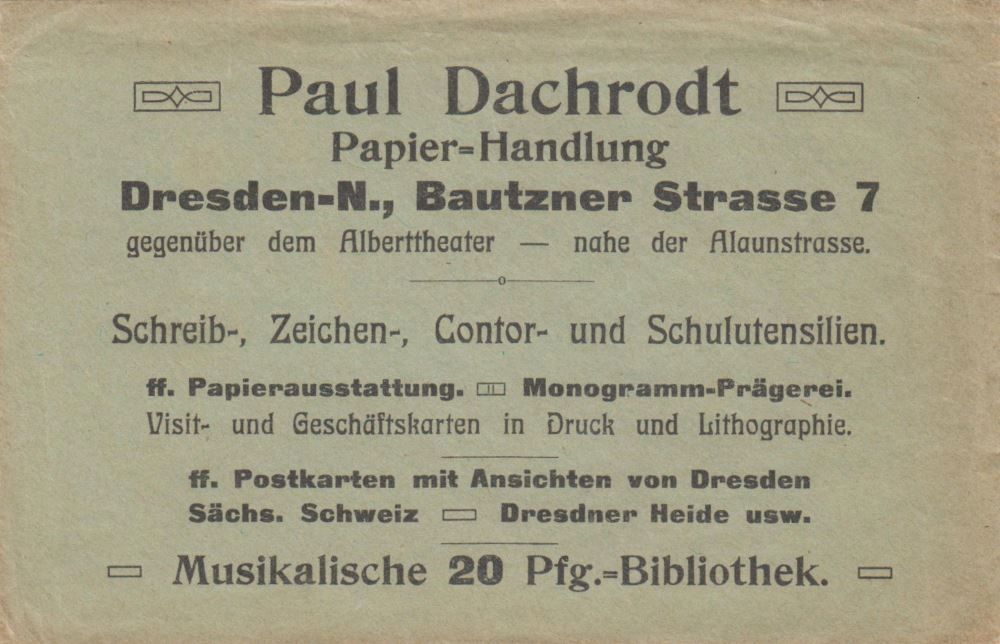 Paul Dachrodt
Papier=Handlung
Dresden=N., Bautzner Strasse 7
gegenüber dem Alberttheater — nahe der Alaunstrasse.
Schreib-, Zeichen-, Contor- und Schulutensilien.
ff. Papierausstattung. Monogramm-Prägerei.
Visit- und Geschäftskarten in Druck und Lithographie.
ff. Postkarten mit Ansichten von Dresden
Sächs. Schweiz Dresdner Heide usw.
Musikalische 20 Pfg.=Bibliothek.